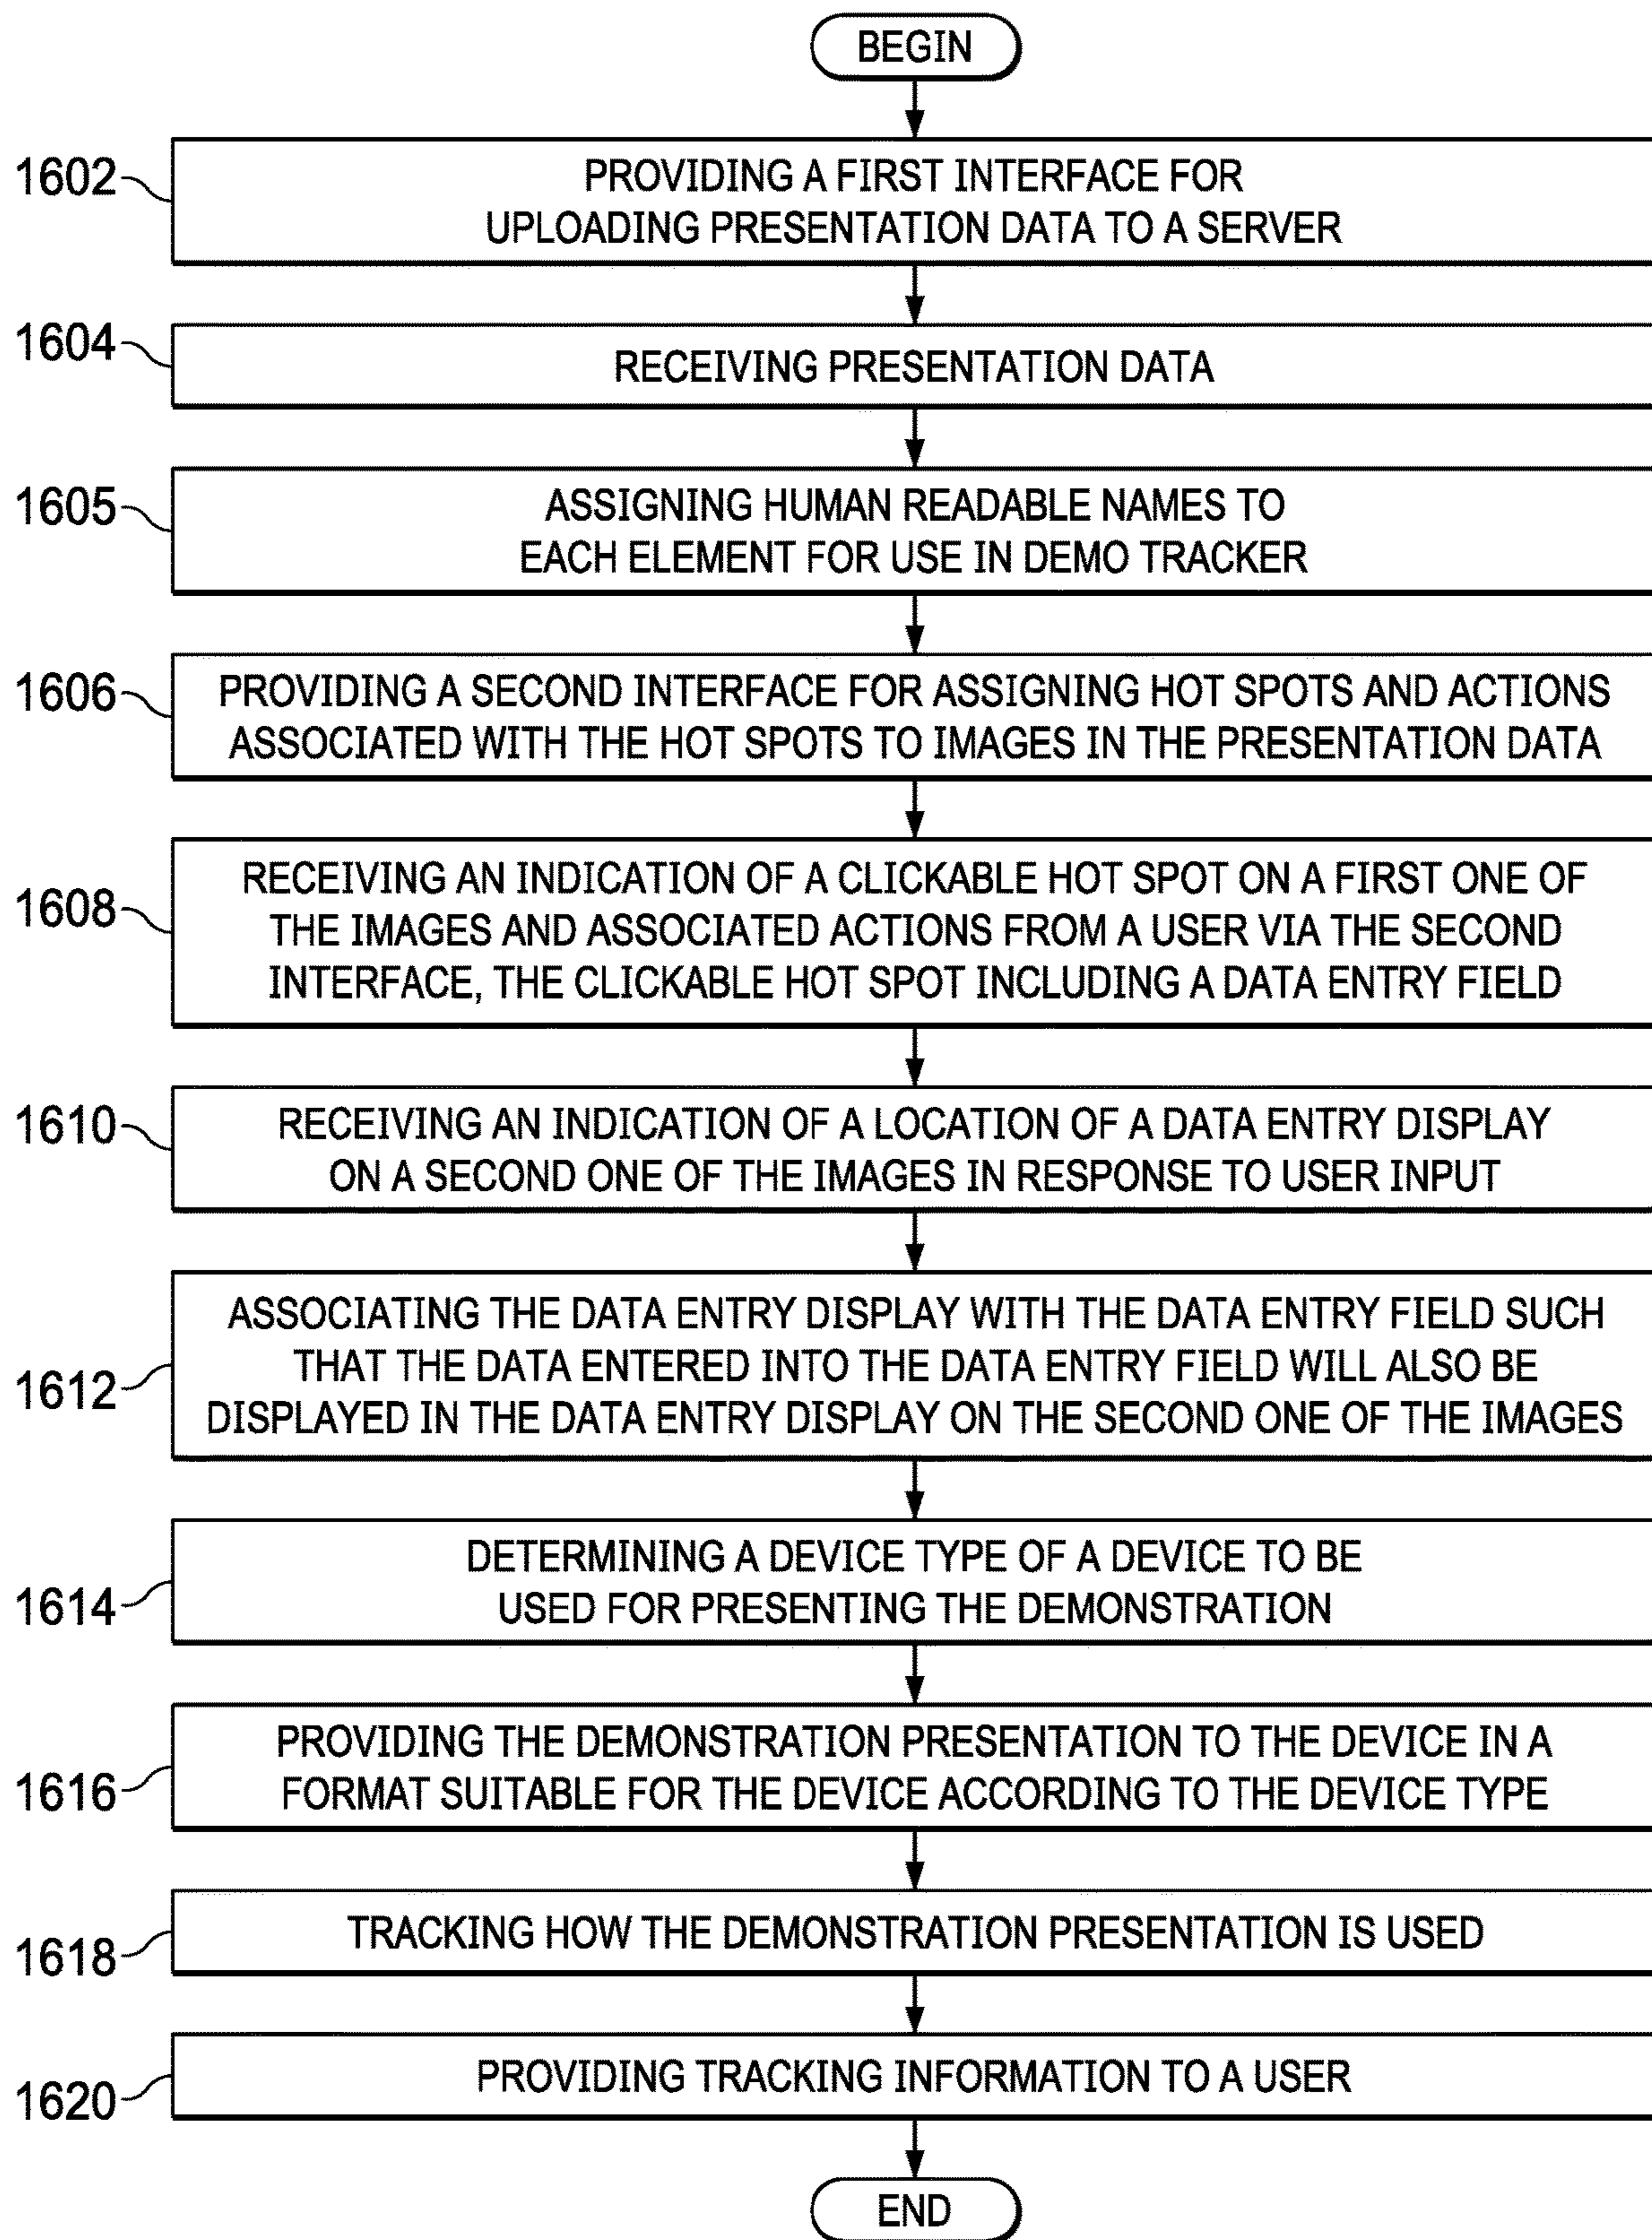 BEGIN
1602
PROVIDING A FIRST INTERFACE FOR
UPLOADING PRESENTATION DATA TO A SERVER
1604
RECEIVING PRESENTATION DATA
1605
ASSIGNING HUMAN READABLE NAMES TO
EACH ELEMENT FOR USE IN DEMO TRACKER
1606
PROVIDING A SECOND INTERFACE FOR ASSIGNING HOT SPOTS AND ACTIONS
ASSOCIATED WITH THE HOT SPOTS TO IMAGES IN THE PRESENTATION DATA
1608
RECEIVING AN INDICATION OF A CLICKABLE HOT SPOT ON A FIRST ONE OF
THE IMAGES AND ASSOCIATED ACTIONS FROM A USER VIA THE SECOND
INTERFACE, THE CLICKABLE HOT SPOT INCLUDING A DATA ENTRY FIELD
1610
RECEIVING AN INDICATION OF A LOCATION OF A DATA ENTRY DISPLAY
ON A SECOND ONE OF THE IMAGES IN RESPONSE TO USER INPUT
1612
ASSOCIATING THE DATA ENTRY DISPLAY WITH THE DATA ENTRY FIELD SUCH
THAT THE DATA ENTERED INTO THE DATA ENTRY FIELD WILL ALSO BE
DISPLAYED IN THE DATA ENTRY DISPLAY ON THE SECOND ONE OF THE IMAGES
1614
DETERMINING A DEVICE TYPE OF A DEVICE TO BE
USED FOR PRESENTING THE DEMONSTRATION
1616
PROVIDING THE DEMONSTRATION PRESENTATION TO THE DEVICE IN A
FORMAT SUITABLE FOR THE DEVICE ACCORDING TO THE DEVICE TYPE
1618
TRACKING HOW THE DEMONSTRATION PRESENTATION IS USED
1620
PROVIDING TRACKING INFORMATION TO A USER
END